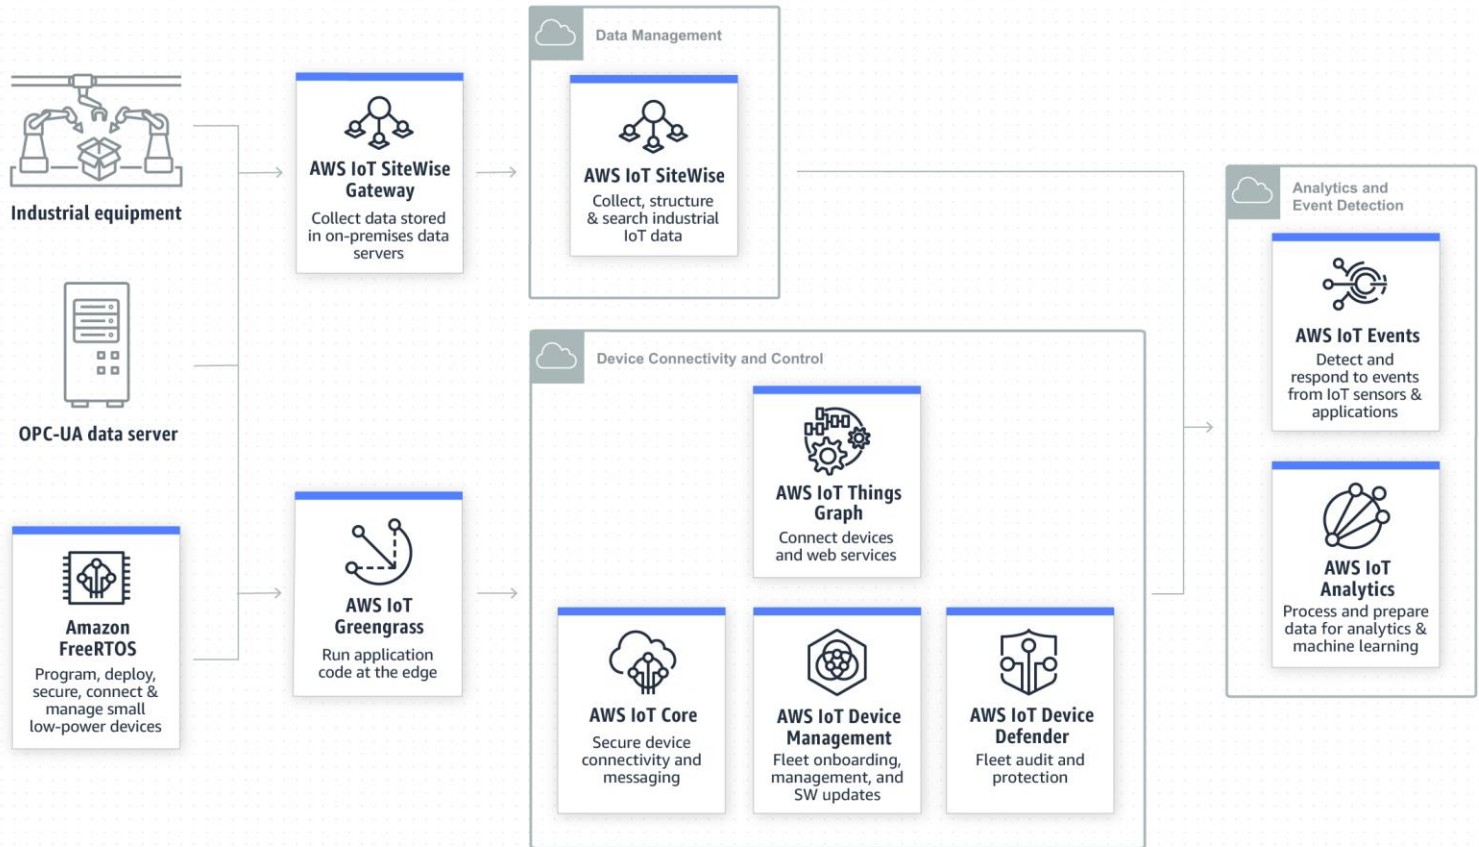 Industrial equipment
OPC-UA data server
Amazon
FreeRTOS
Program, deploy,
secure, connect &
manage small
low-power devices
AWS IoT SiteWise
Gateway
Collect data stored
in on-premises data
servers
AWS IoT
Greengrass
Run application
code at the edge
Data Management
AWS IoT SiteWise
Collect, structure
& search industrial
IoT data
Device Connectivity and Control
AWS IoT Things
Graph
Connect devices
and web services
AWS IoT Core
Secure device
connectivity and
messaging
AWS IoT Device
Management
Fleet onboarding,
management, and
SW updates
AWS IoT Device
Defender
Fleet audit and
protection
Analytics and
Event Detection
AWS IoT Events
Detect and
respond to events
from IoT sensors &
applications
AWS IoT
Analytics
Process and prepare
data for analytics &
machine learning